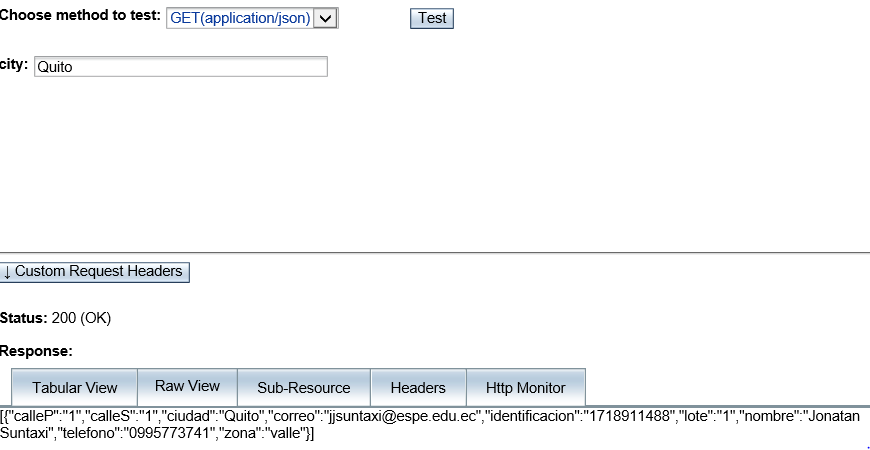 Choose method to test: GET(application/json) Test
city: Quito
↓ Custom Request Headers
Status: 200 (OK)
Response:
Tabular View Raw View Sub-Resource Headers Http Monitor
[{"calleP":"1","calleS":"1","ciudad":"Quito","correo":"jjsuntaxi@espe.edu.ec","identificacion":"1718911488","lote":"1","nombre":"Jonatan
Suntaxi","telefono":"0995773741","zona":"valle"}]